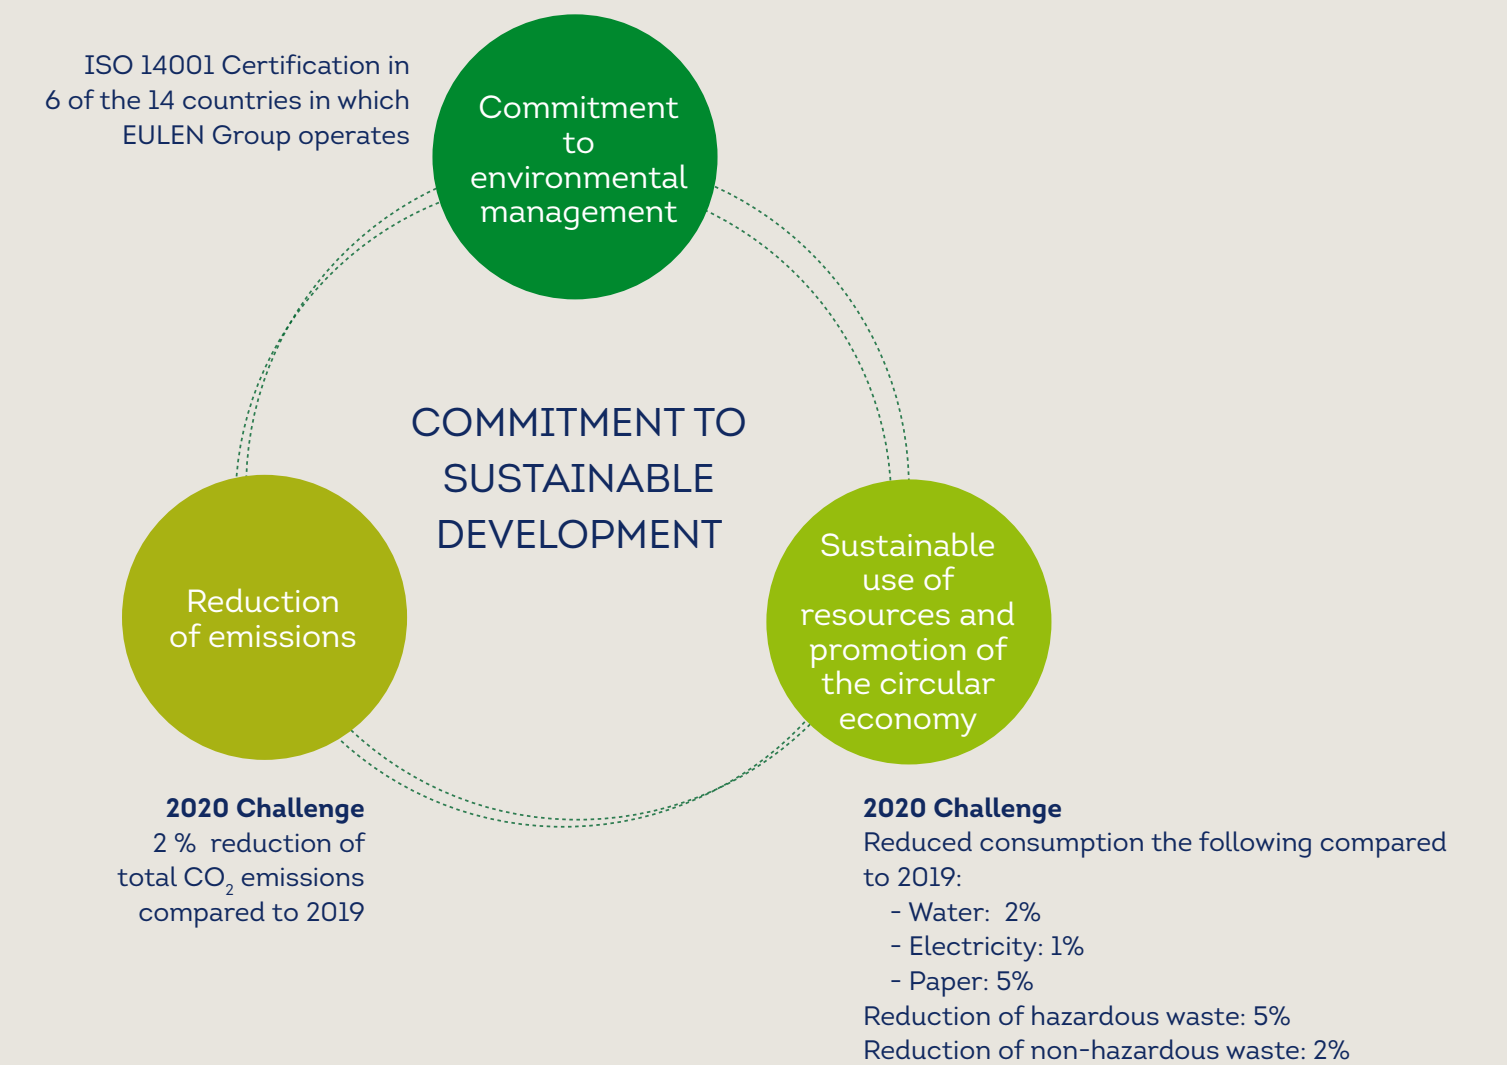 ISO 14001 Certification in
6 of the 14 countries in which
EULEN Group operates
Commitment
to
environmental
management
COMMITMENT TO
SUSTAINABLE
DEVELOPMENT
Reduction
of emissions
Sustainable
use of
resources and
promotion of
the circular
economy
2020 Challenge
2 % reduction of
total CO₂ emissions
compared to 2019
2020 Challenge
Reduced consumption the following compared
to 2019:
- Water: 2%
- Electricity: 1%
- Paper: 5%
Reduction of hazardous waste: 5%
Reduction of non-hazardous waste: 2%